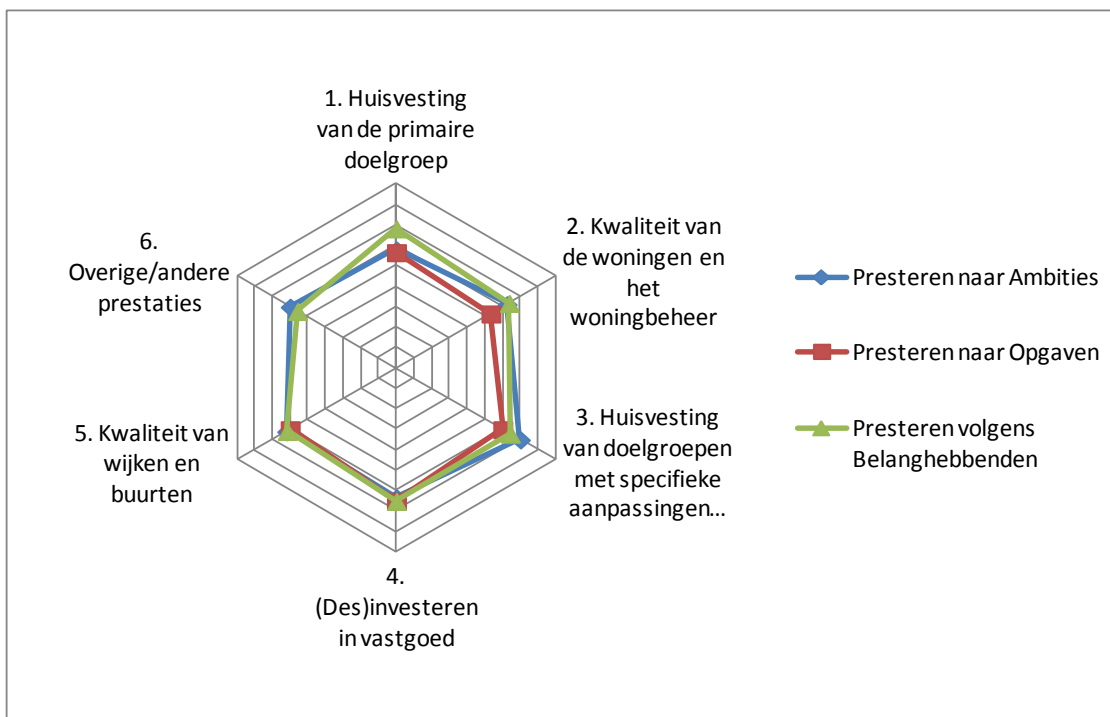 1. Huisvesting
van de primaire
doelgroep
2. Kwaliteit van
de woningen en
het
woningbeheer
3. Huisvesting
van doelgroepen
met specifieke
aanpassingen...
4.
(Des)investeren
in vastgoed
5. Kwaliteit van
wijken en
buurten
6.
Overige/andere
prestaties
Presteren naar Ambities
Presteren naar Opgaven
Presteren volgens
Belanghebbenden